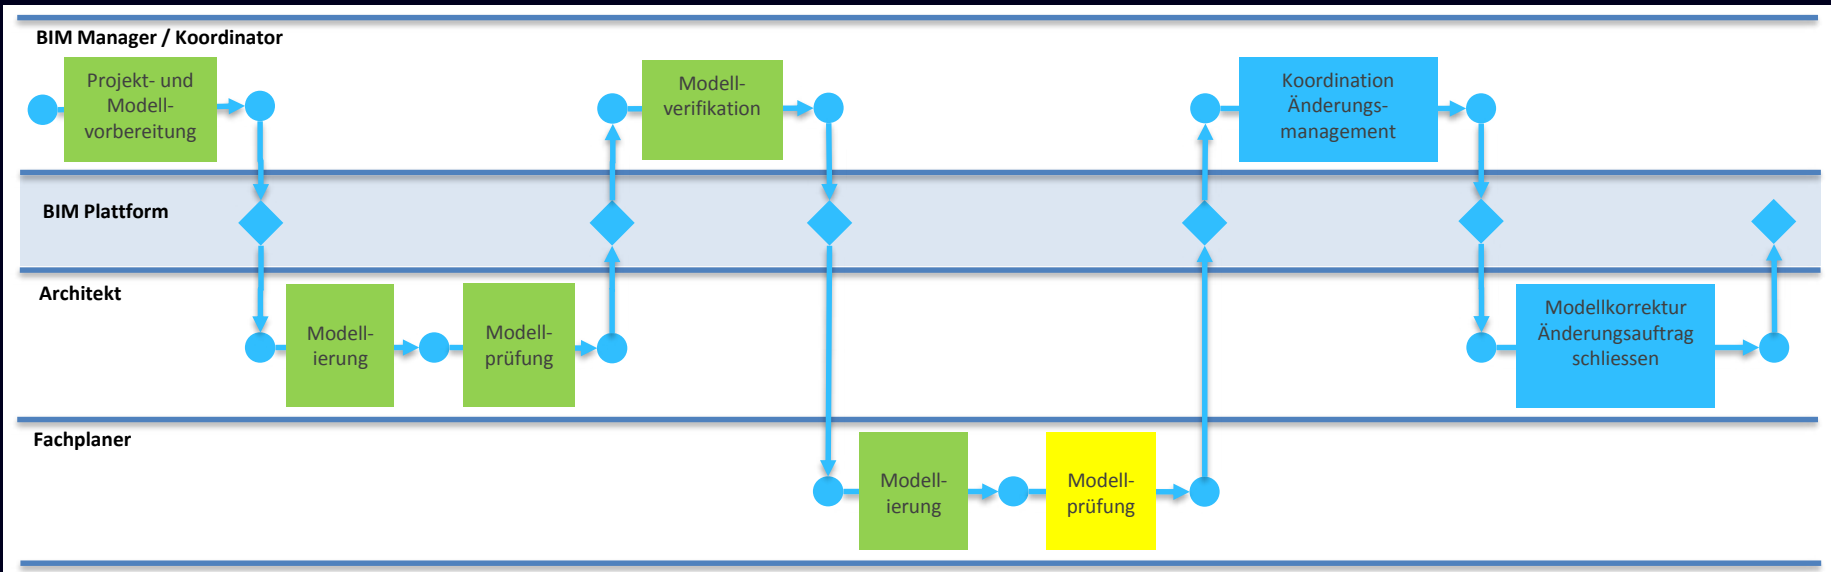 BIM Manager / Koordinator
Projekt- und
Modell-
vorbereitung
Modell-
verifikation
Koordination
Änderungs-
management
BIM Plattform
Architekt
Modell-
ierung
Modell-
prüfung
Modellkorrektur
Änderungsauftrag
schliessen
Fachplaner
Modell-
ierung
Modell-
prüfung